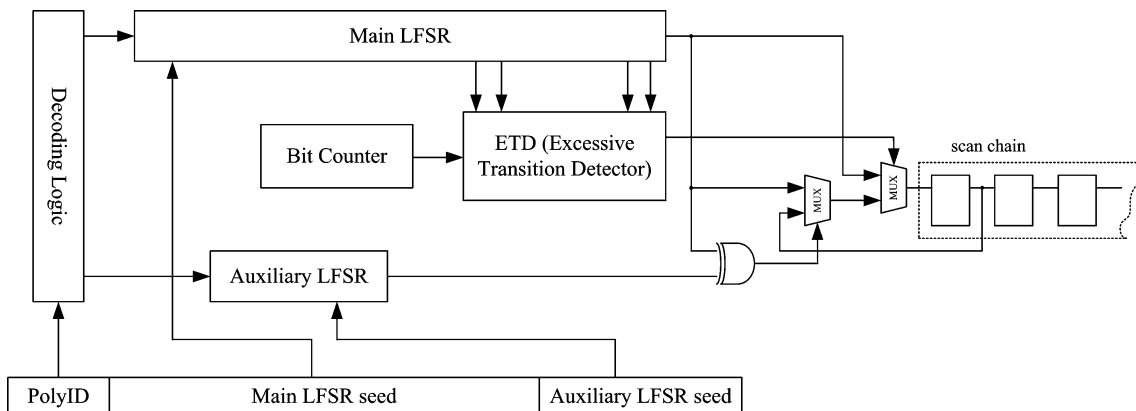 Main LFSR
Decoding Logic
Bit Counter
ETD (Excessive
Transition Detector)
scan chain
MUX
MUX
Auxiliary LFSR
PolyID
Main LFSR seed
Auxiliary LFSR seed